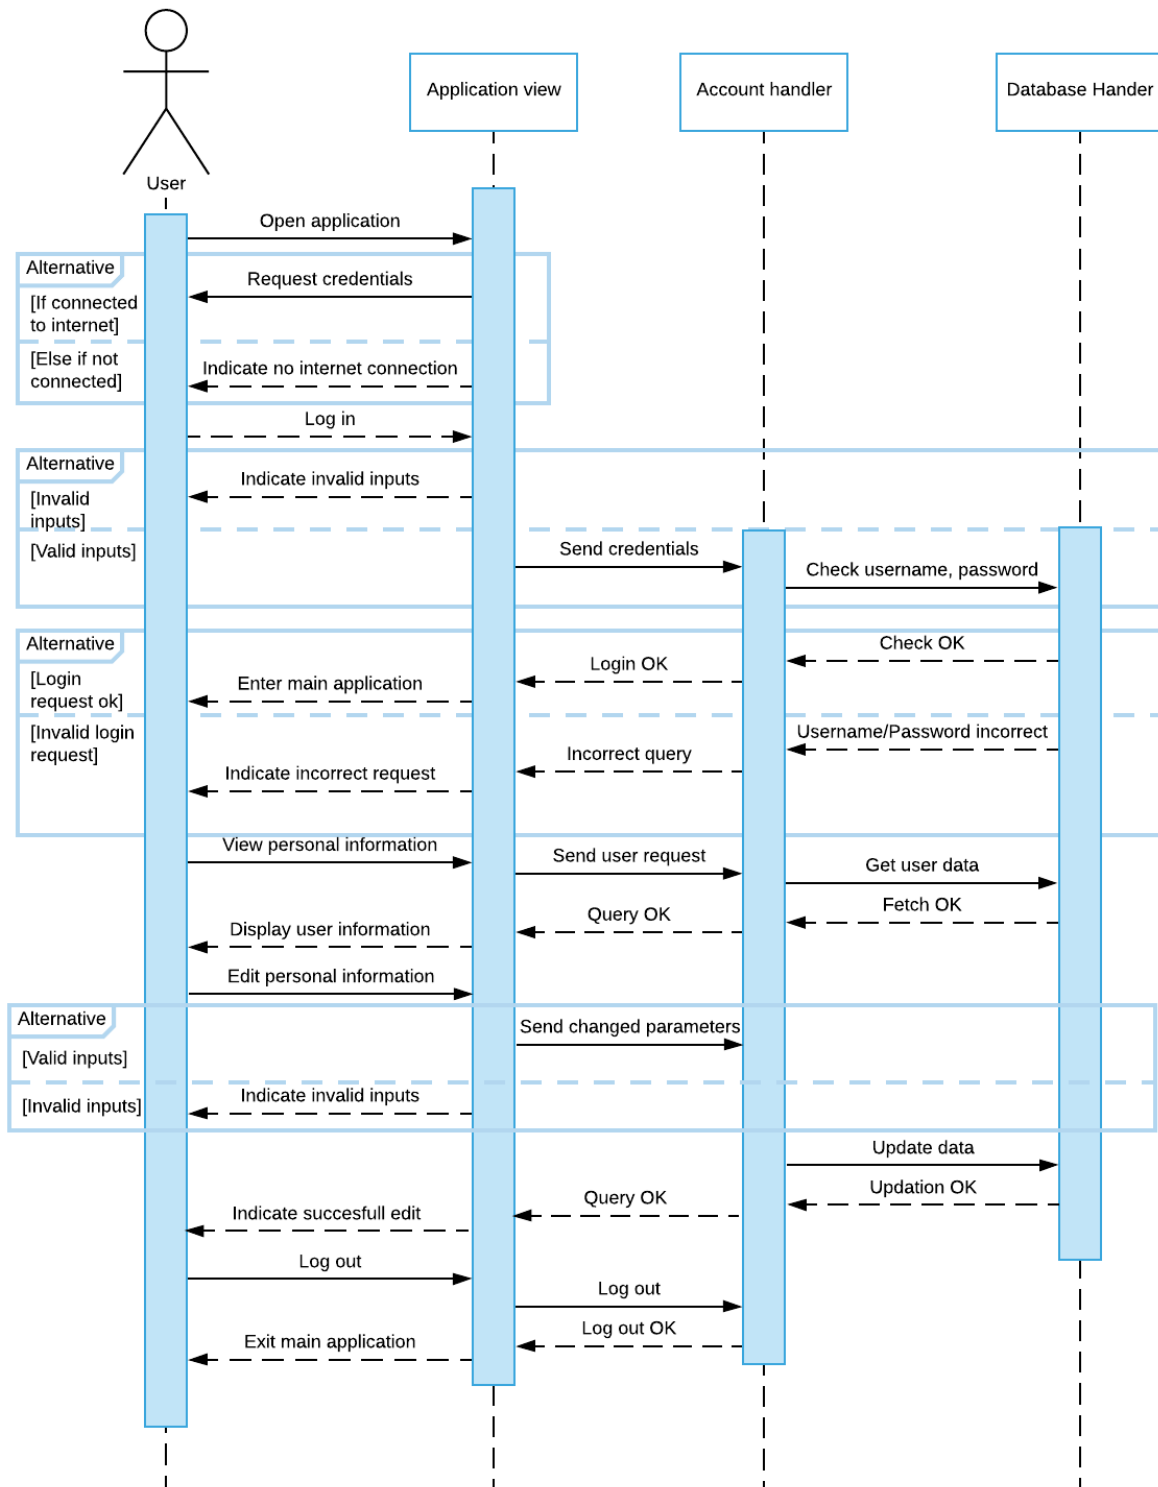 Application view
Account handler
Database Hander
User
Open application
Alternative
Request credentials
[If connected
to internet]
[Else if not
connected]
Indicate no internet connection
Log in
Alternative
Indicate invalid inputs
[Invalid
inputs]
[Valid inputs]
Send credentials
Check username, password
Alternative
Check OK
Login OK
[Login
request ok]
Enter main application
[Invalid login
request]
Username/Password incorrect
Incorrect query
Indicate incorrect request
View personal information
Send user request
Get user data
Fetch OK
Query OK
Display user information
Edit personal information
Alternative
Send changed parameters
[Valid inputs]
Indicate invalid inputs
[Invalid inputs]
Update data
Updation OK
Query OK
Indicate succesfull edit
Log out
Log out
Log out OK
Exit main application